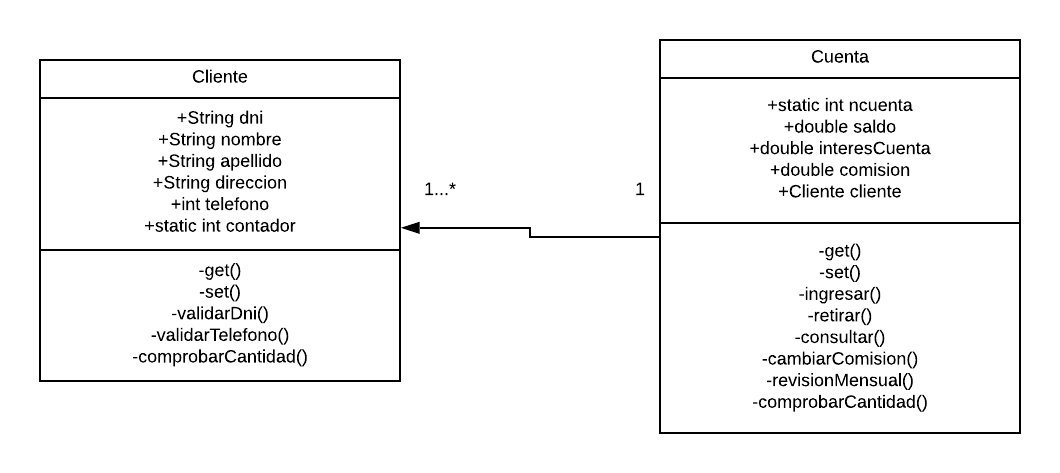 Cliente
+String dni
+String nombre
+String apellido
+String direccion
+int telefono
+static int contador
-get()
-set()
-validarDni()
-validarTelefono()
-comprobarCantidad()
1...*
1
Cuenta
+static int ncuenta
+double saldo
+double interesCuenta
+double comision
+Cliente cliente
-get()
-set()
-ingresar()
-retirar()
-consultar()
-cambiarComision()
-revisionMensual()
-comprobarCantidad()